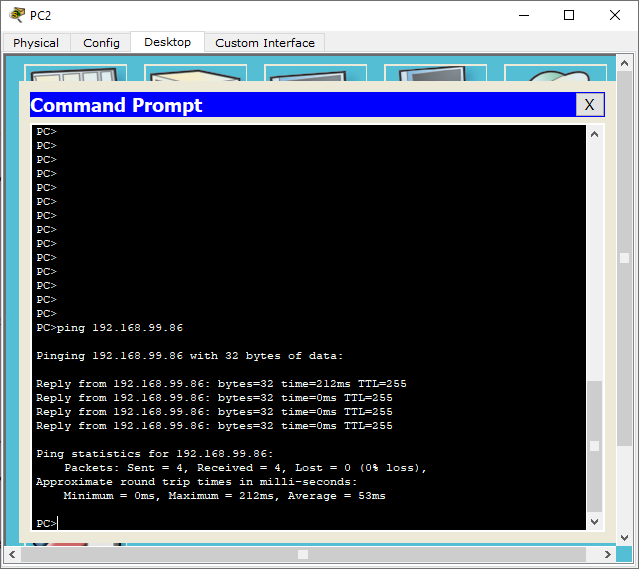 PC2
Physical Config Desktop Custom Interface
Command Prompt X
PC>
PC>
PC>
PC>
PC>
PC>
PC>
PC>
PC>
PC>
PC>
PC>
PC>
PC>
PC>ping 192.168.99.86
Pinging 192.168.99.86 with 32 bytes of data:
Reply from 192.168.99.86: bytes=32 time=212ms TTL=255
Reply from 192.168.99.86: bytes=32 time=0ms TTL=255
Reply from 192.168.99.86: bytes=32 time=0ms TTL=255
Reply from 192.168.99.86: bytes=32 time=0ms TTL=255
Ping statistics for 192.168.99.86:
Packets: Sent = 4, Received = 4, Lost = 0 (0% loss),
Approximate round trip times in milli-seconds:
Minimum = 0ms, Maximum = 212ms, Average = 53ms
PC>